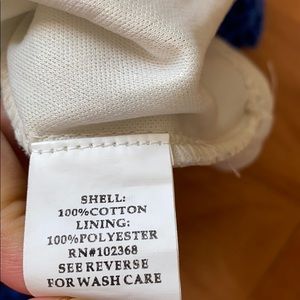 SHELL:
100%COTTON
LINING:
100%POLYESTER
RN#102368
SEE REVERSE
FOR WASH CARE